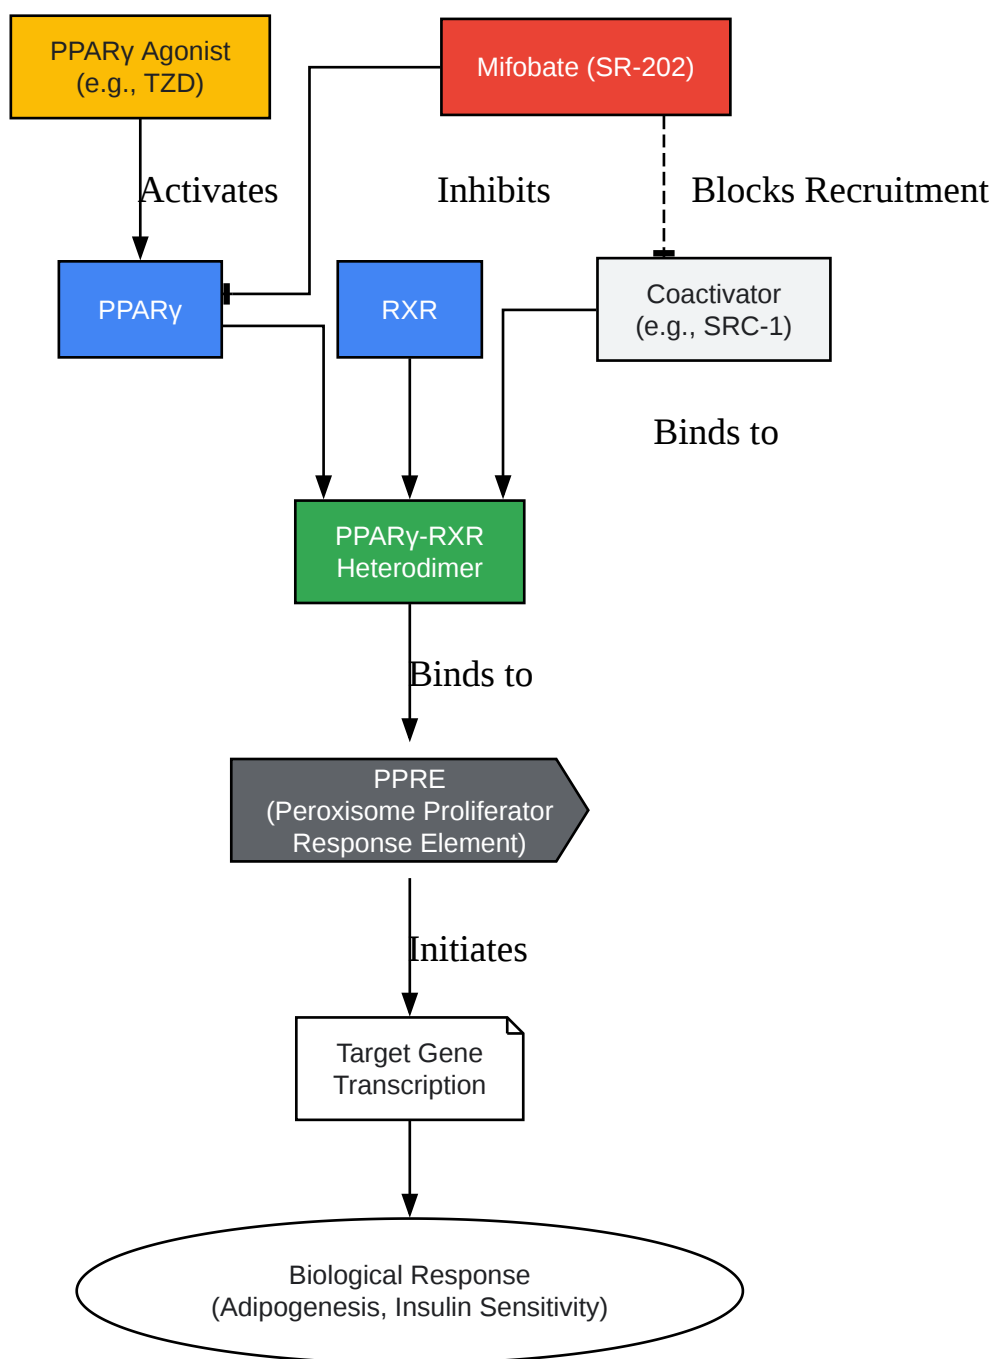 PPARγ Agonist
(e.g., TZD)
Mifobate (SR-202)
Activates
Inhibits
Blocks Recruitment
PPARγ
RXR
Coactivator
(e.g., SRC-1)
Binds to
PPARγ-RXR
Heterodimer
Binds to
PPRE
(Peroxisome Proliferator
Response Element)
Initiates
Target Gene
Transcription
Biological Response
(Adipogenesis, Insulin Sensitivity)